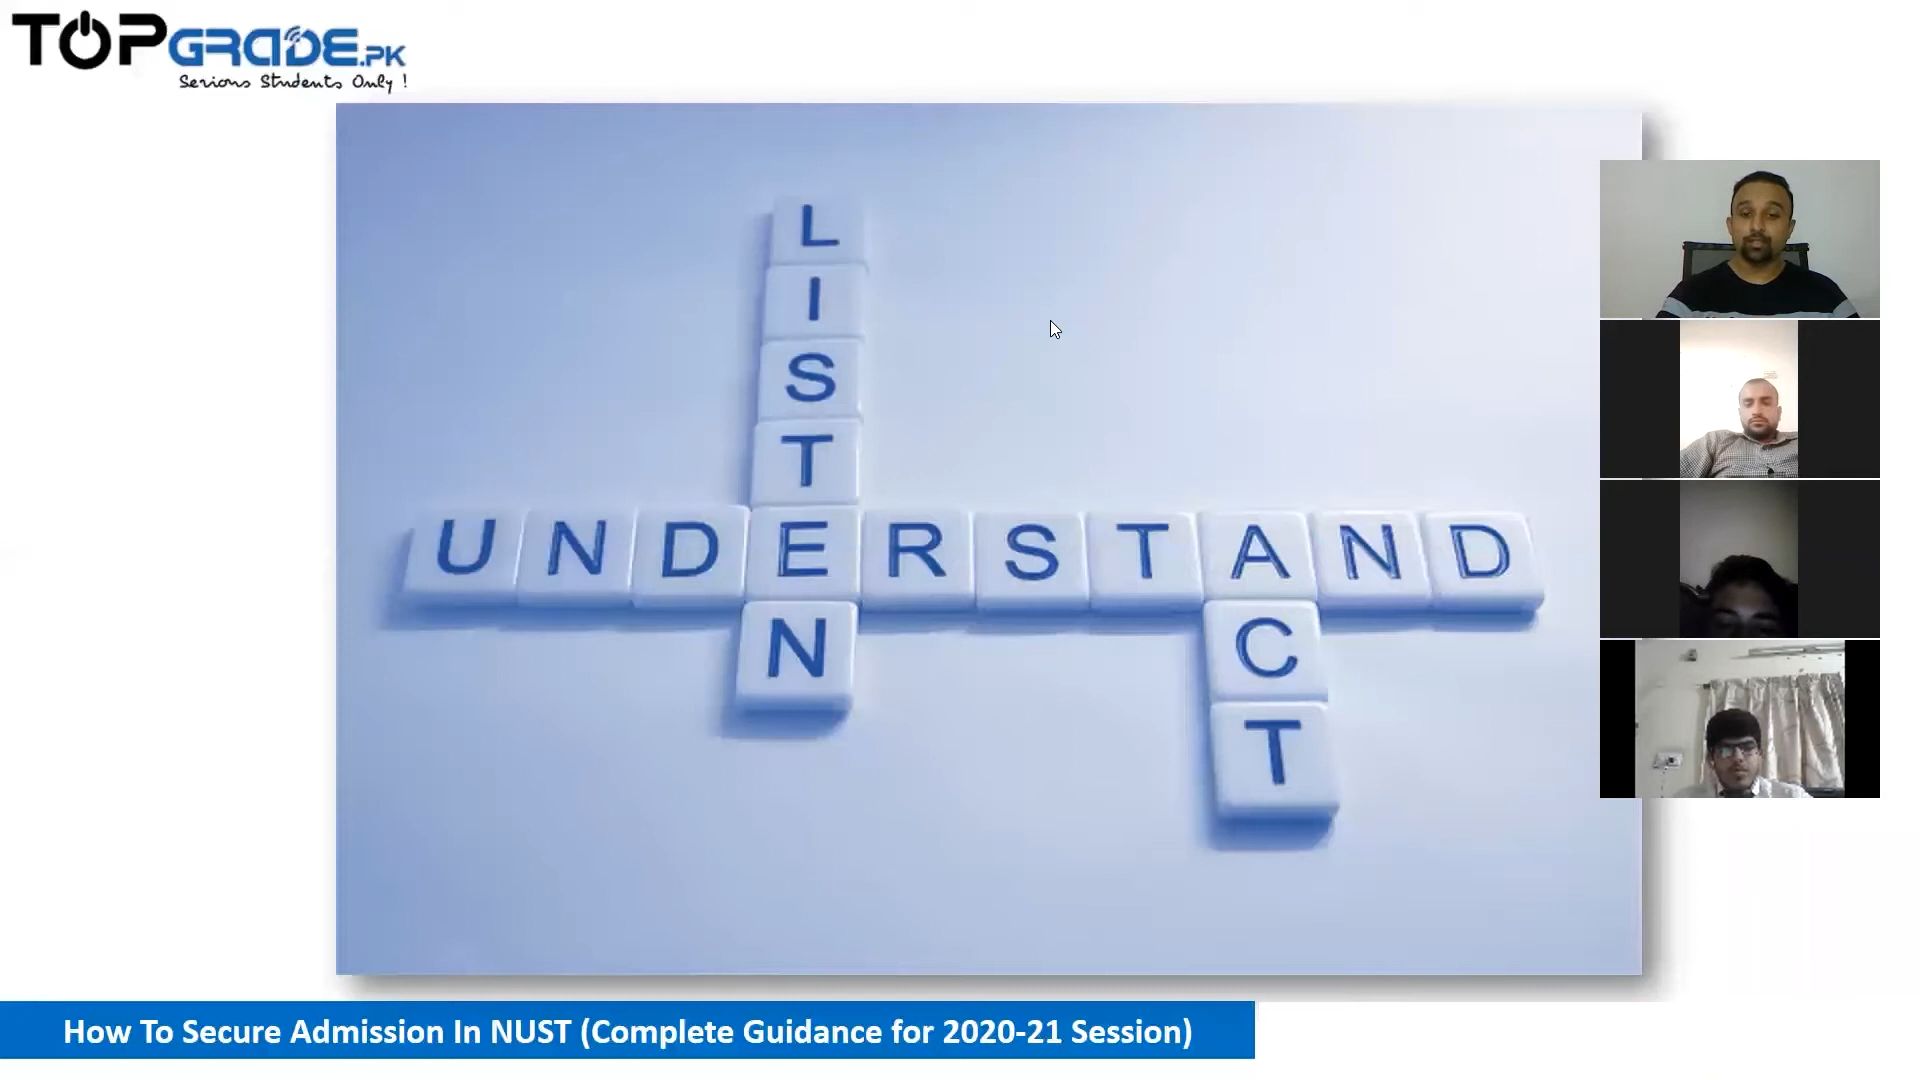 TOPGRADE.PK
Serious Students Only !
LISTEN
UNDERSTAND
ACT
How To Secure Admission In NUST (Complete Guidance for 2020-21 Session)